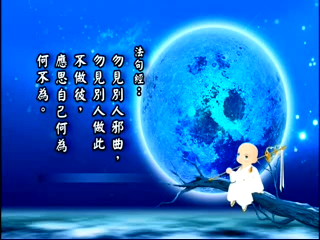 法句經：
勿見別人邪曲，
勿見別人做此
不做彼，
應思自己何為
何不為。